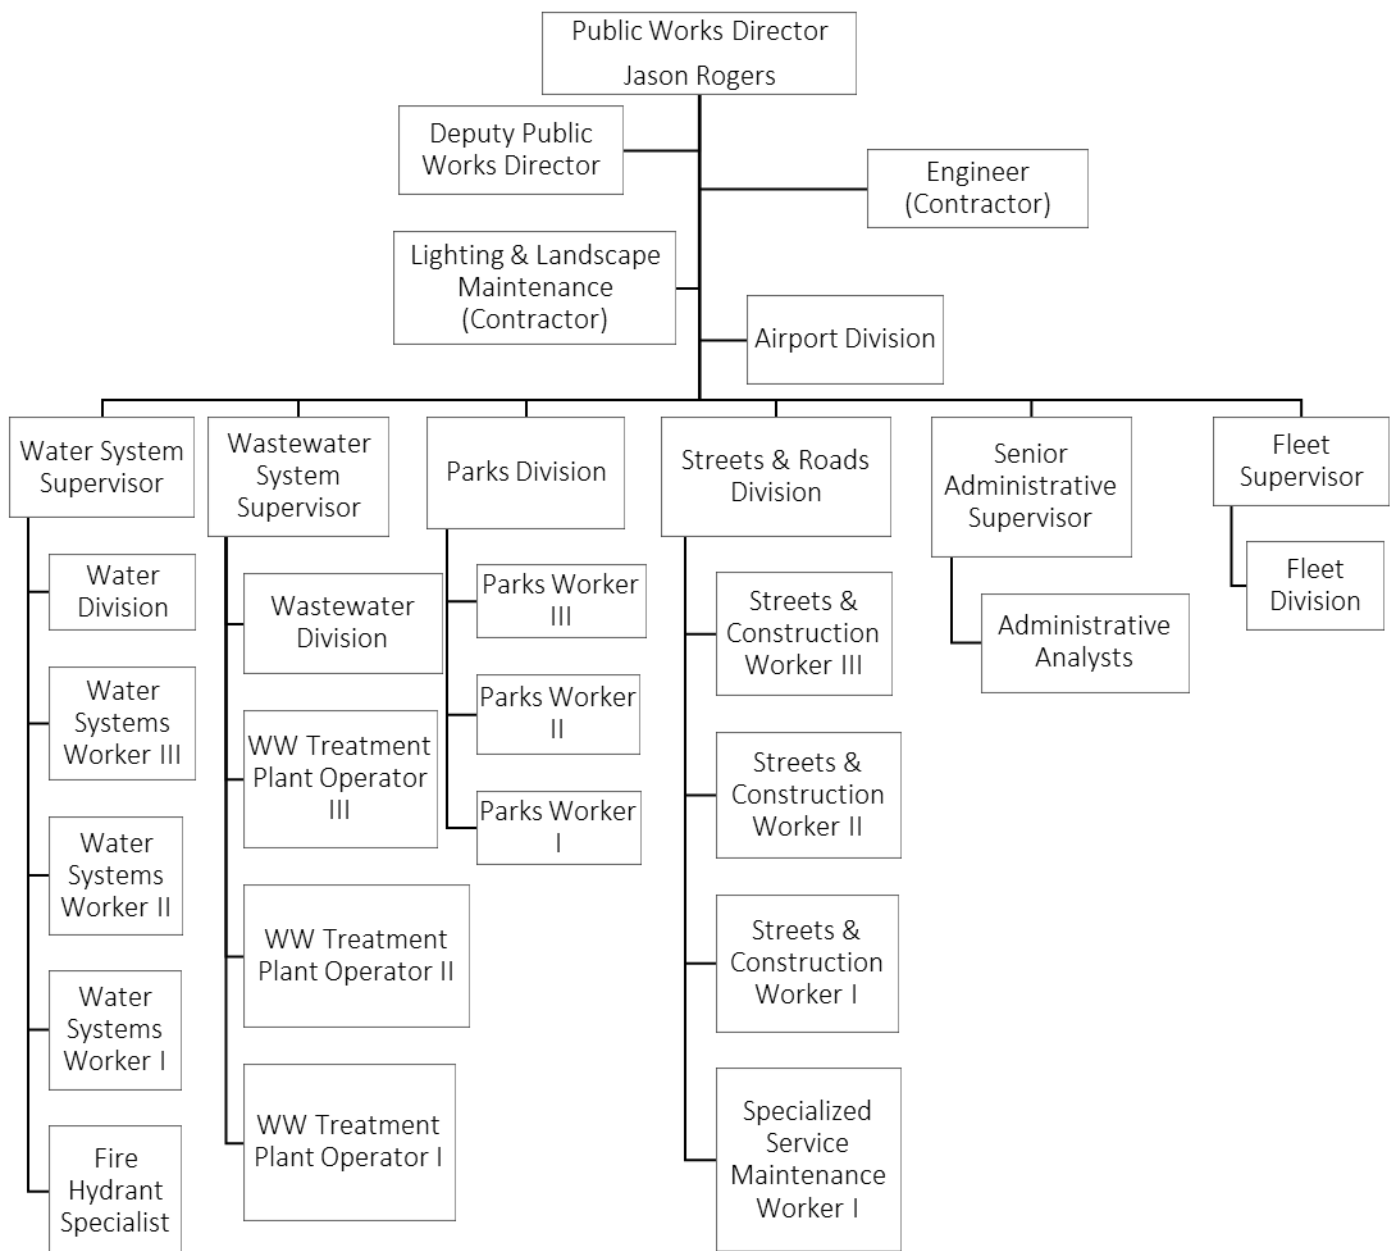 Public Works Director
Jason Rogers
Deputy Public
Works Director
Engineer
(Contractor)
Lighting & Landscape
Maintenance
(Contractor)
Airport Division
Water System
Supervisor
Water
Division
Water
Systems
Worker III
Water
Systems
Worker II
Water
Systems
Worker I
Fire
Hydrant
Specialist
Wastewater
System
Supervisor
Wastewater
Division
WW Treatment
Plant Operator
III
WW Treatment
Plant Operator II
WW Treatment
Plant Operator I
Parks Division
Parks Worker
III
Parks Worker
II
Parks Worker
I
Streets & Roads
Division
Streets &
Construction
Worker III
Streets &
Construction
Worker II
Streets &
Construction
Worker I
Specialized
Service
Maintenance
Worker I
Senior
Administrative
Supervisor
Administrative
Analysts
Fleet
Supervisor
Fleet
Division